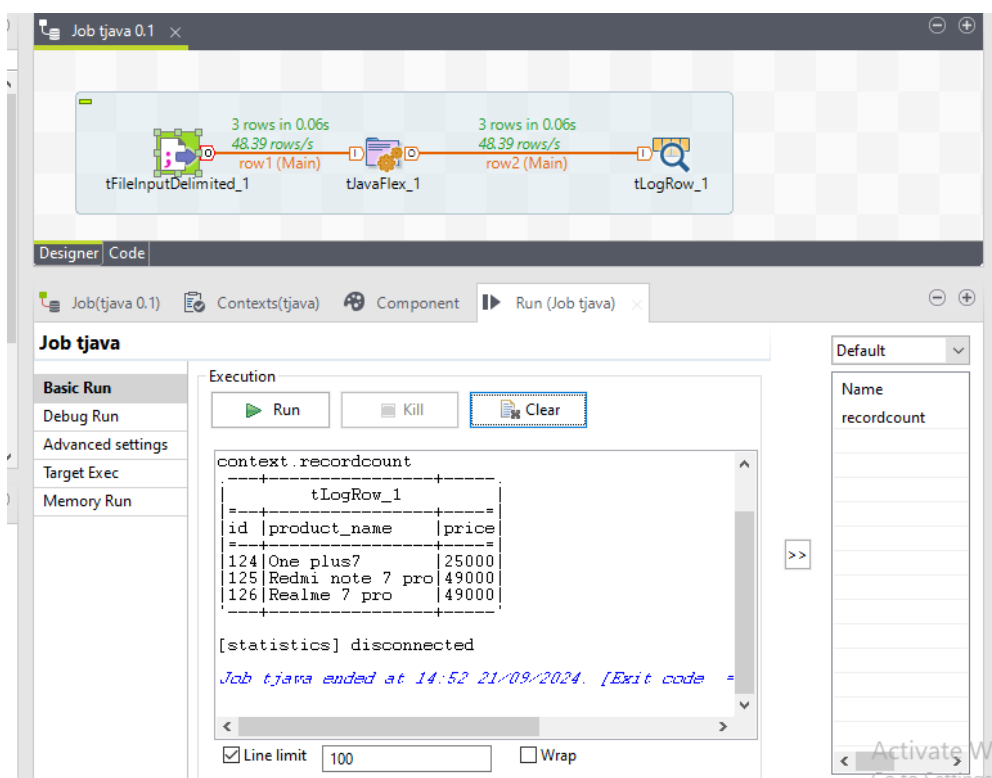 Job tjava 0.1
3 rows in 0.06s
48.39 rows/s
row1 (Main)
3 rows in 0.06s
48.39 rows/s
row2 (Main)
tFileInputDelimited_1
tJavaFlex_1
tLogRow_1
Designer Code
Job(tjava 0.1) Contexts(tjava) Component Run (Job tjava)
Job tjava
Default
Basic Run
Debug Run
Advanced settings
Target Exec
Memory Run
Execution
Run Kill Clear
context.recordcount
.---+-----------------+-----.
| tLogRow_1 |
|=--+-----------------+----=|
|id |product_name |price|
|=--+-----------------+----=|
|124|One plus7 |25000|
|125|Redmi note 7 pro|49000|
|126|Realme 7 pro |49000|
'---+-----------------+-----'
[statistics] disconnected
Job tjava ended at 14:52 21/09/2024. [Exit code =
Line limit 100 Wrap
>>
Name
recordcount
Activate W